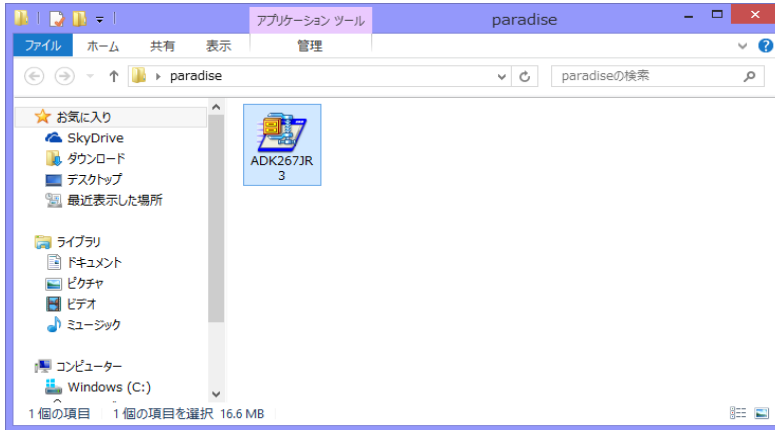 アプリケーション ツール
paradise
ファイル
ホーム
共有
表示
管理
paradise
paradiseの検索
お気に入り
SkyDrive
ダウンロード
デスクトップ
最近表示した場所
ライブラリ
ドキュメント
ピクチャ
ビデオ
ミュージック
コンピューター
Windows (C:)
ADK267JR
3
1 個の項目
1 個の項目を選択 16.6 MB